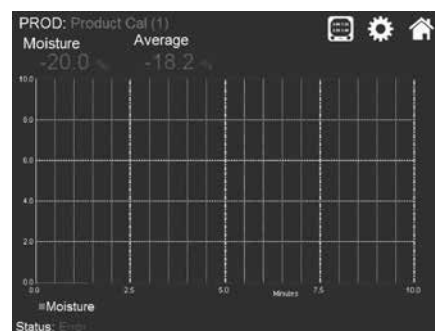 PROD: Product Cal (1)
Moisture Average
-20.0 % -18.2 %
10.0
8.0
6.0
4.0
2.0
0.0
0.0 2.5 5.0 Minutes 7.5 10.0
Moisture
Status: Error